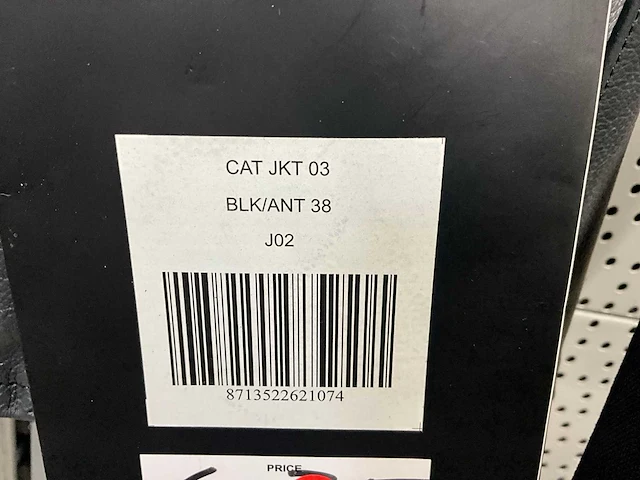 CAT JKT 03
BLK/ANT 38
J02
8713522621074
PRICE